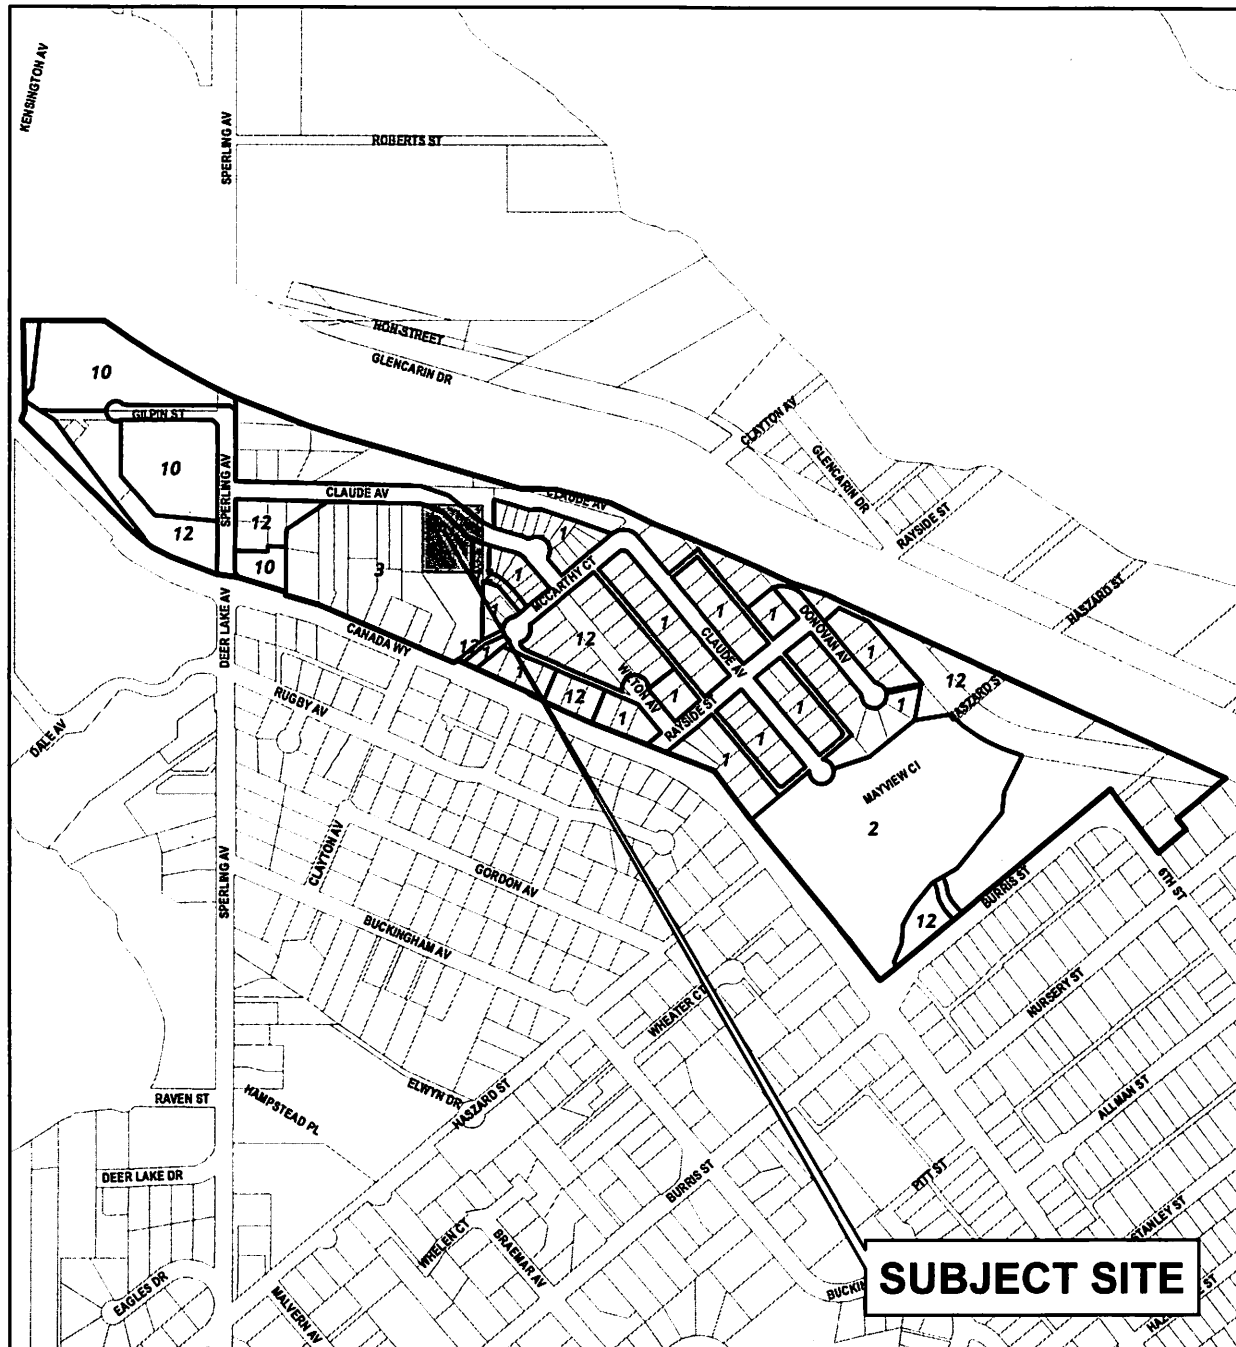 KENSINGTON AV
SPERLING AV
ROBERTS ST
NON-STREET
GLENCARIN DR
CLAYTON AV
GLENCARIN DR
RAYSIDE ST
HASZARD ST
10
GILPIN ST
10
SPERLING AV
12
12
10
CLAUDE AV
CLAUDE AV
3
1
1
1
MCCARTHY CT
12
1
1
1
CLAUDE AV
DONOVAN AV
1
1
12
HASZARD ST
1
12
1
1
12
1
WILTON AV
1
RAYSIDE ST
1
1
MAYVIEW CI
2
12
BURRIS ST
6TH ST
DEER LAKE AV
CANADA WY
RUGBY AV
DALE AV
CLAYTON AV
SPERLING AV
GORDON AV
BUCKINGHAM AV
WHEATER CT
NURSERY ST
ELWYN DR
HASZARD ST
ALLMAN ST
RAVEN ST
HAMPSTEAD PL
DEER LAKE DR
BURRIS ST
PITT ST
STANLEY ST
WHELEN CT
BRAEMAR AV
EAGLES DR
MALVERN AV
SUBJECT SITE